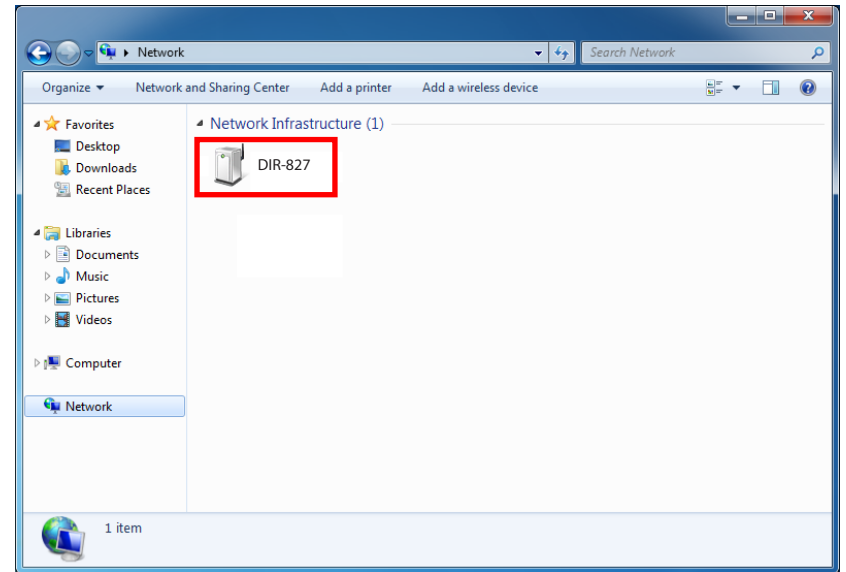 Network
Search Network
Organize
Network and Sharing Center
Add a printer
Add a wireless device
Favorites
Desktop
Downloads
Recent Places
Libraries
Documents
Music
Pictures
Videos
Computer
Network
Network Infrastructure (1)
DIR-827
1 item